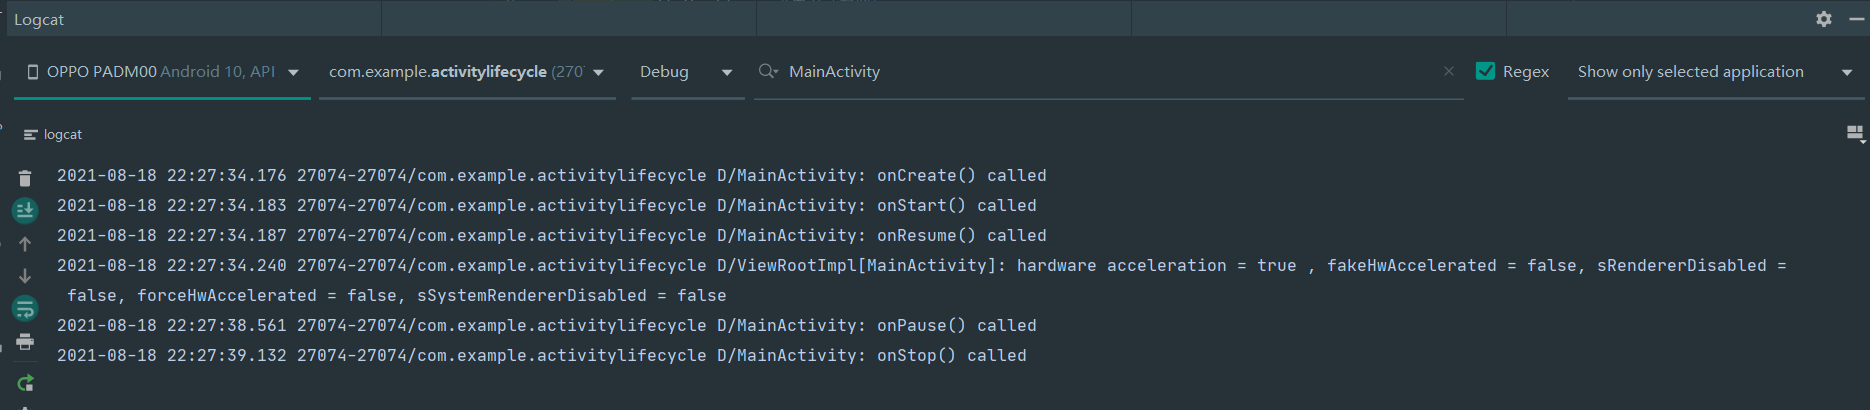 Logcat
OPPO PADM00 Android 10, API
com.example.activitylifecycle (270
Debug
MainActivity
Regex
Show only selected application
logcat
2021-08-18 22:27:34.176 27074-27074/com.example.activitylifecycle D/MainActivity: onCreate() called
2021-08-18 22:27:34.183 27074-27074/com.example.activitylifecycle D/MainActivity: onStart() called
2021-08-18 22:27:34.187 27074-27074/com.example.activitylifecycle D/MainActivity: onResume() called
2021-08-18 22:27:34.240 27074-27074/com.example.activitylifecycle D/ViewRootImpl[MainActivity]: hardware acceleration = true , fakeHwAccelerated = false, sRendererDisabled =
false, forceHwAccelerated = false, sSystemRendererDisabled = false
2021-08-18 22:27:38.561 27074-27074/com.example.activitylifecycle D/MainActivity: onPause() called
2021-08-18 22:27:39.132 27074-27074/com.example.activitylifecycle D/MainActivity: onStop() called